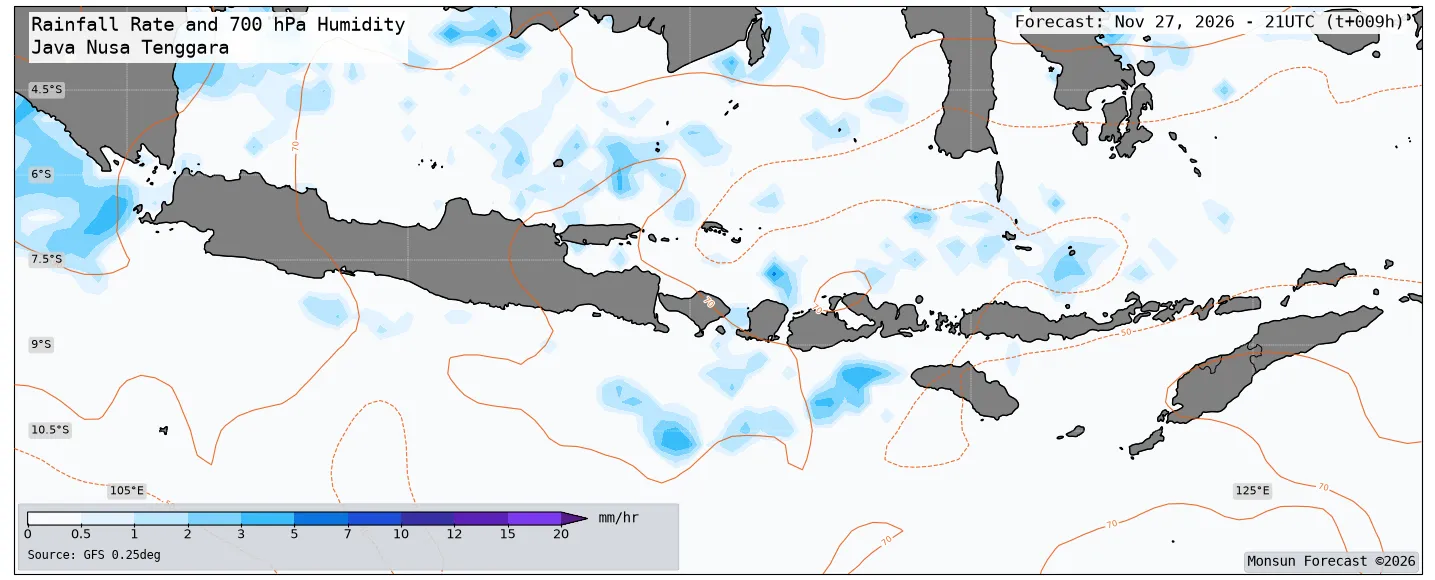 Rainfall Rate and 700 hPa Humidity
Java Nusa Tenggara
Forecast: Nov 27, 2026 - 21UTC (t+009h)
4.5°S
70
6°S
7.5°S
70
70
50
9°S
10.5°S
105°E
125°E
70
70
70
mm/hr
0 0.5 1 2 3 5 7 10 12 15 20
Source: GFS 0.25deg
Monsun Forecast ©2026